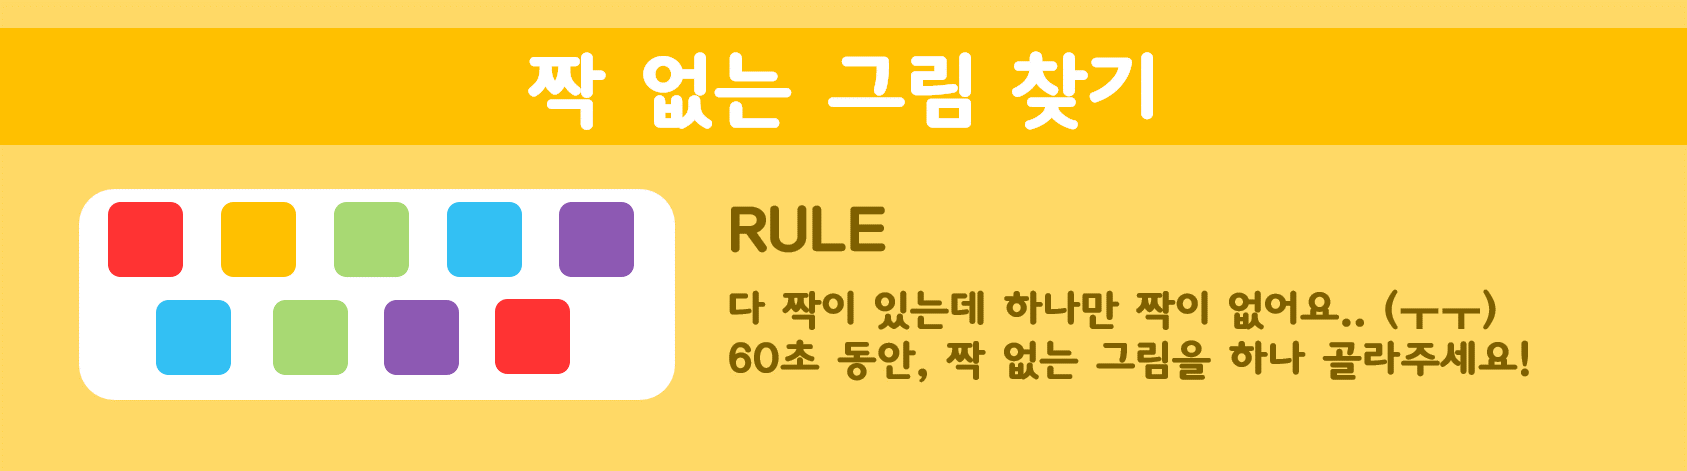 짝 없는 그림 찾기
RULE
다 짝이 있는데 하나만 짝이 없어요.. (ㅜㅜ)
60초 동안, 짝 없는 그림을 하나 골라주세요!